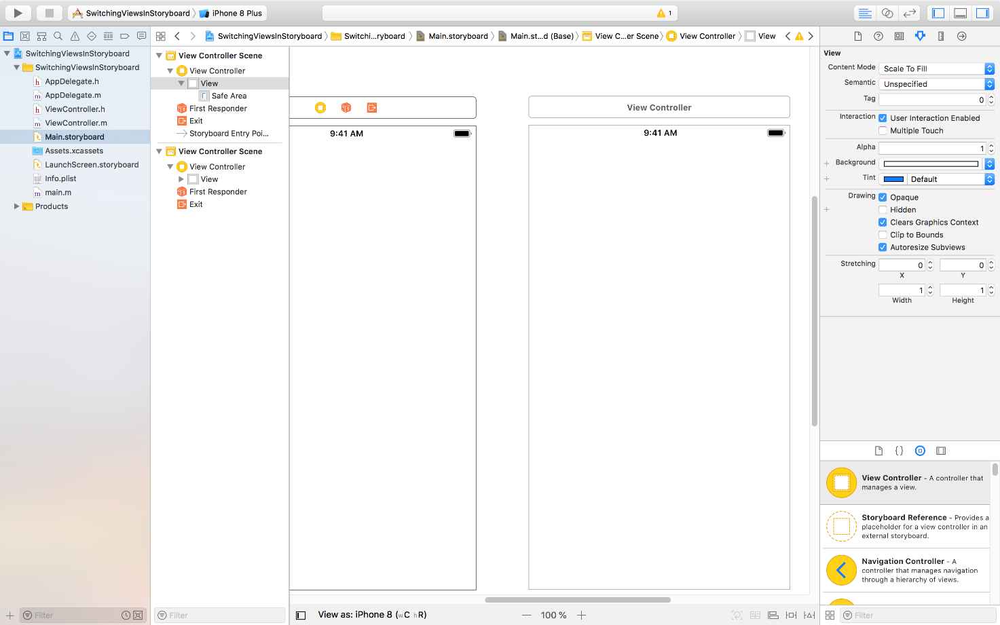 SwitchingViewsInStoryboard
iPhone 8 Plus
1
SwitchingViewsInStoryboard
Switchi...ryboard
Main.storyboard
Main.st...d (Base)
View C...er Scene
View Controller
View
SwitchingViewsInStoryboard
SwitchingViewsInStoryboard
h AppDelegate.h
m AppDelegate.m
h ViewController.h
m ViewController.m
Main.storyboard
Assets.xcassets
LaunchScreen.storyboard
Info.plist
m main.m
Products
Filter
View Controller Scene
View Controller
View
Safe Area
First Responder
Exit
Storyboard Entry Poi...
View Controller Scene
View Controller
View
First Responder
Exit
Filter
9:41 AM
View Controller
9:41 AM
View as: iPhone 8 (wC hR)
100 %
View
Content Mode Scale To Fill
Semantic Unspecified
Tag 0
Interaction User Interaction Enabled
Multiple Touch
Alpha 1
Background
Tint Default
Drawing Opaque
Hidden
Clears Graphics Context
Clip to Bounds
Autoresize Subviews
Stretching 0 0
X Y
1 1
Width Height
{}
View Controller - A controller that
manages a view.
Storyboard Reference - Provides a
placeholder for a view controller in an
external storyboard.
Navigation Controller - A
controller that manages navigation
through a hierarchy of views.
Filter